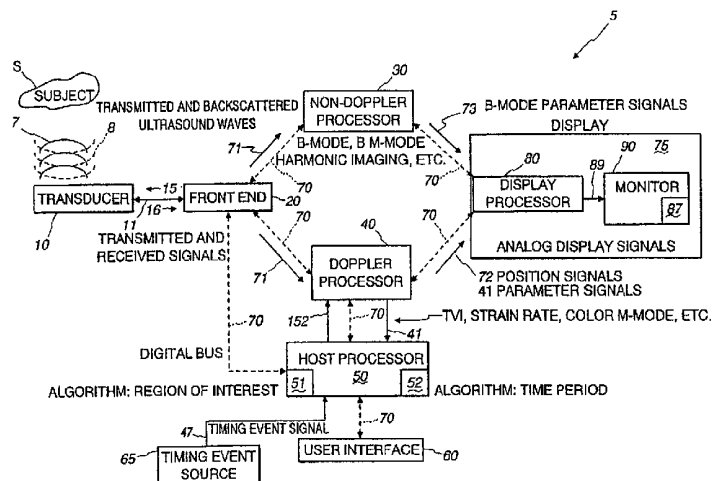 5
S
SUBJECT
7
8
30
TRANSMITTED AND BACKSCATTERED
ULTRASOUND WAVES
71
NON-DOPPLER
PROCESSOR
73
B-MODE PARAMETER SIGNALS
DISPLAY
B-MODE, B M-MODE
HARMONIC IMAGING, ETC.
70
70
75
80
89
90
DISPLAY
PROCESSOR
MONITOR
87
ANALOG DISPLAY SIGNALS
15
TRANSDUCER
16
11
10
FRONT END
20
TRANSMITTED AND
RECEIVED SIGNALS
70
71
40
70
DOPPLER
PROCESSOR
72 POSITION SIGNALS
41 PARAMETER SIGNALS
152
70
41
TVI, STRAIN RATE, COLOR M-MODE, ETC.
70
DIGITAL BUS
HOST PROCESSOR
51
50
52
ALGORITHM: REGION OF INTEREST
ALGORITHM: TIME PERIOD
47
TIMING EVENT SIGNAL
70
65
TIMING EVENT
SOURCE
USER INTERFACE
60